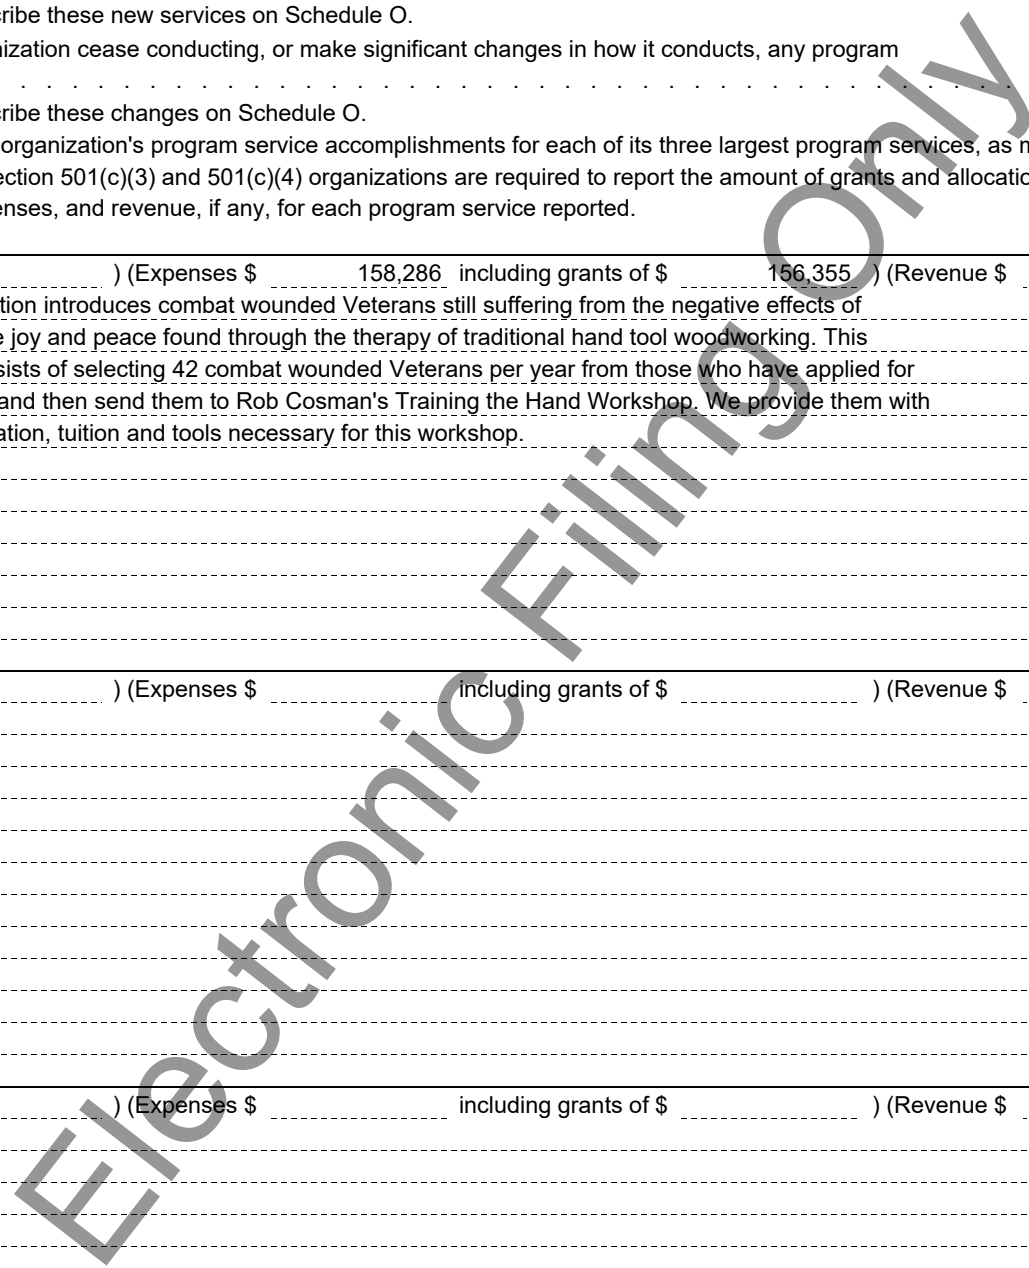 cribe these new services on Schedule O.
nization cease conducting, or make significant changes in how it conducts, any program
. . . . . . . . . . . . . . . . . . . . . . . . . . . . . . . . . . . . . . .
cribe these changes on Schedule O.
organization's program service accomplishments for each of its three largest program services, as m
ection 501(c)(3) and 501(c)(4) organizations are required to report the amount of grants and allocatio
enses, and revenue, if any, for each program service reported.
) (Expenses $ 158,286 including grants of $ 156,355 ) (Revenue $
tion introduces combat wounded Veterans still suffering from the negative effects of
e joy and peace found through the therapy of traditional hand tool woodworking. This
sists of selecting 42 combat wounded Veterans per year from those who have applied for
and then send them to Rob Cosman's Training the Hand Workshop. We provide them with
ation, tuition and tools necessary for this workshop.
) (Expenses $ including grants of $ ) (Revenue $
) (Expenses $ including grants of $ ) (Revenue $
Electronic Filing Only